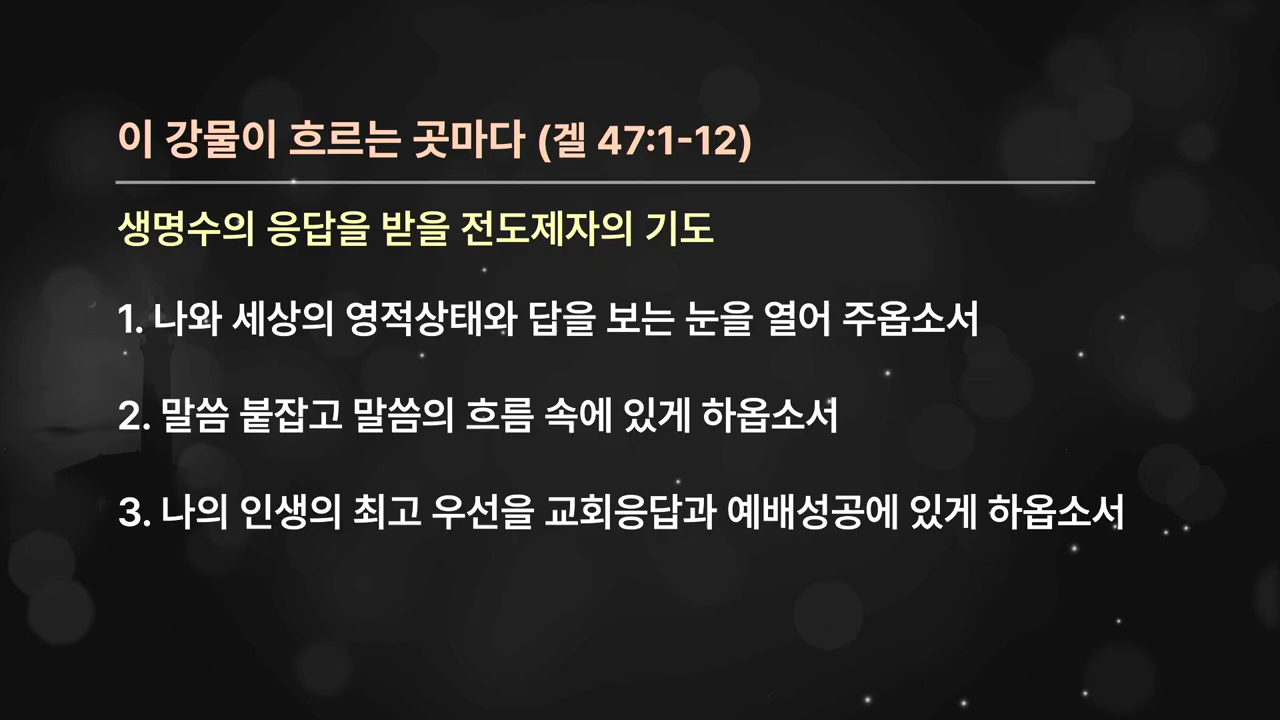 이 강물이 흐르는 곳마다 (겔 47:1-12)
생명수의 응답을 받을 전도제자의 기도
1. 나와 세상의 영적상태와 답을 보는 눈을 열어 주옵소서
2. 말씀 붙잡고 말씀의 흐름 속에 있게 하옵소서
3. 나의 인생의 최고 우선을 교회응답과 예배성공에 있게 하옵소서